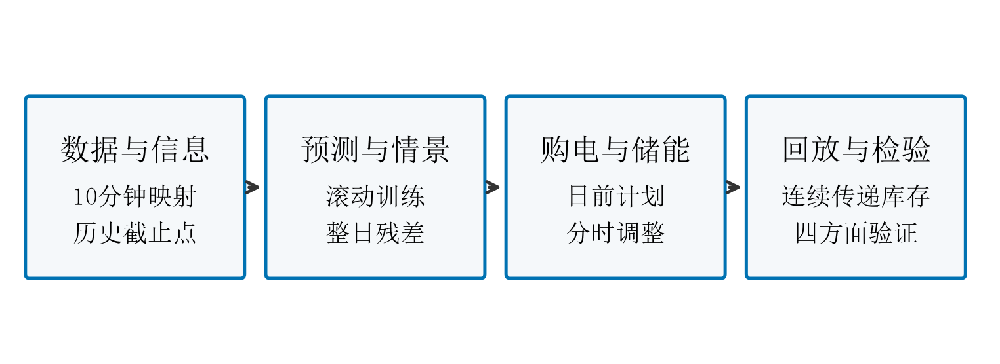 数据与信息
10分钟映射
历史截止点
预测与情景
滚动训练
整日残差
购电与储能
日前计划
分时调整
回放与检验
连续传递库存
四方面验证